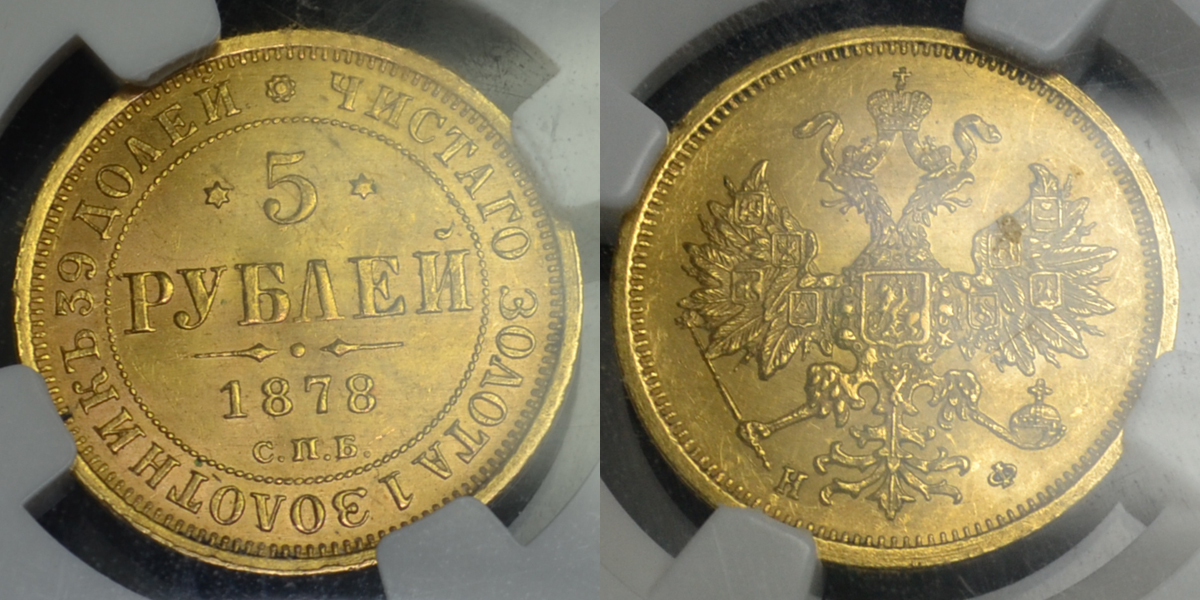 ЧИСТАГО ЗОЛОТА 1 ЗОЛОТНИКЪ 39 ДОЛЕЙ
5
РУБЛЕЙ
1878
С.П.Б.
Н Ф